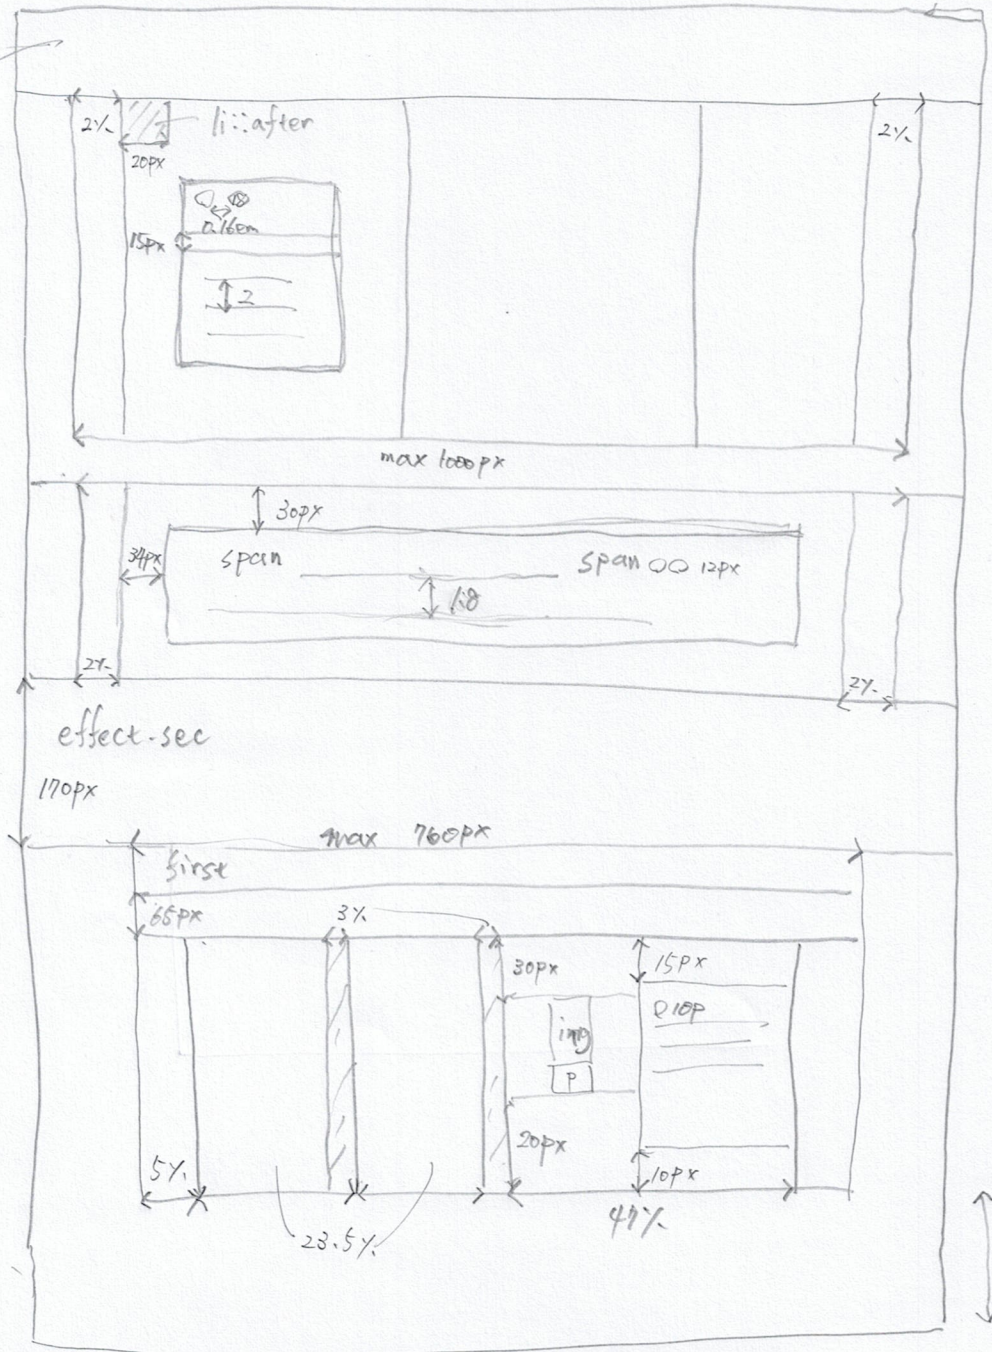 2%
li::after
2%
20px
0.16em
15px
2
max 1000px
30px
34px
span
span○○ 12px
1.8
2%
2%
effect-sec
170px
max 760px
first
65px
3%
30px
15px
img
P
20px
5%
10px
47%
23.5%